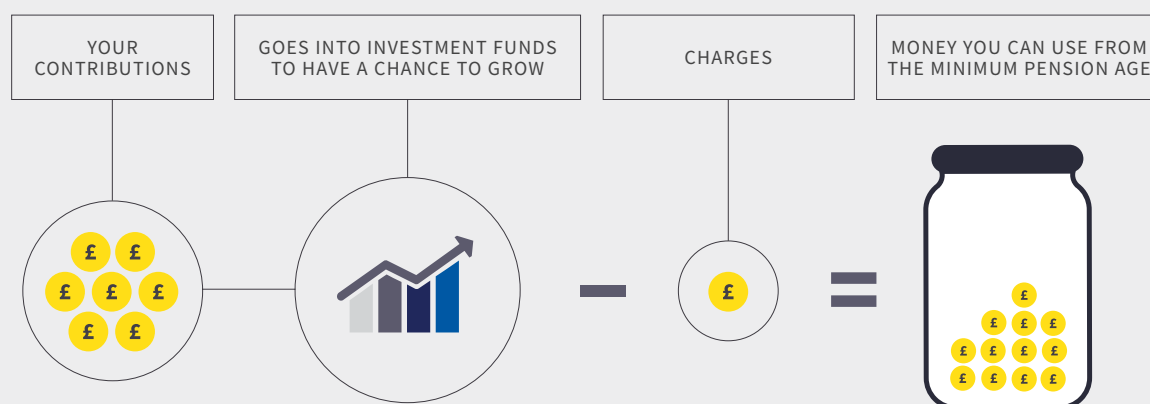 YOUR
CONTRIBUTIONS
GOES INTO INVESTMENT FUNDS
TO HAVE A CHANCE TO GROW
CHARGES
MONEY YOU CAN USE FROM
THE MINIMUM PENSION AGE
£ £
£ £ £
£ £
£
£
£ £ £
£ £ £ £
£ £ £ £